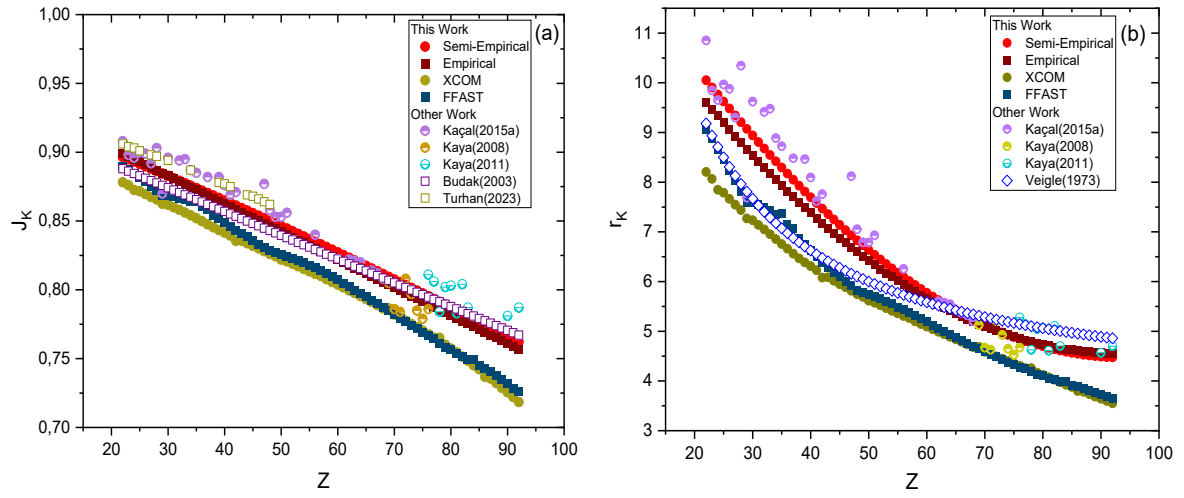 1,00
0,95
0,90
0,85
0,80
0,75
0,70
J_K
(a)
This Work
Semi-Empirical
Empirical
XCOM
FFAST
Other Work
Kaçal(2015a)
Kaya(2008)
Kaya(2011)
Budak(2003)
Turhan(2023)
10 20 30 40 50 60 70 80 90 100
Z
11
10
9
8
7
6
5
4
3
r_K
(b)
This Work
Semi-Empirical
Empirical
XCOM
FFAST
Other Work
Kaçal(2015a)
Kaya(2008)
Kaya(2011)
Veigle(1973)
10 20 30 40 50 60 70 80 90 100
Z